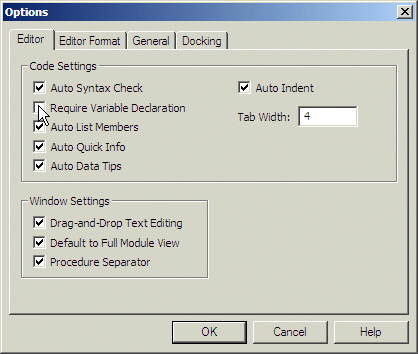 Options
Editor Editor Format General Docking
Code Settings
Auto Syntax Check Auto Indent
Require Variable Declaration
Tab Width: 4
Auto List Members
Auto Quick Info
Auto Data Tips
Window Settings
Drag-and-Drop Text Editing
Default to Full Module View
Procedure Separator
OK Cancel Help